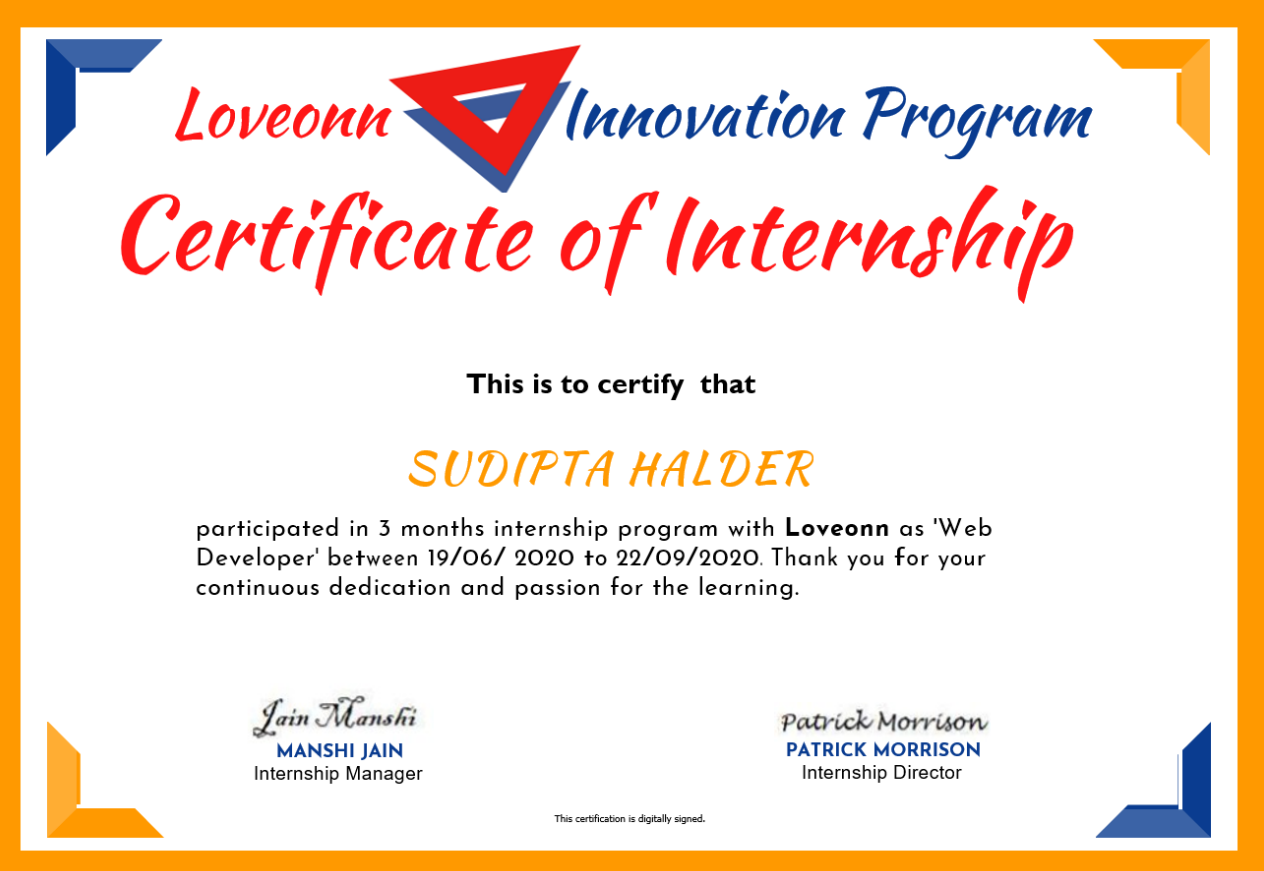 Loveonn Innovation Program
Certificate of Internship
This is to certify that
SUDIPTA HALDER
participated in 3 months internship program with Loveonn as 'Web
Developer' between 19/06/ 2020 to 22/09/2020. Thank you for your
continuous dedication and passion for the learning.
Jain Manshi Patrick Morrison
MANSHI JAIN PATRICK MORRISON
Internship Manager Internship Director
This certification is digitally signed.